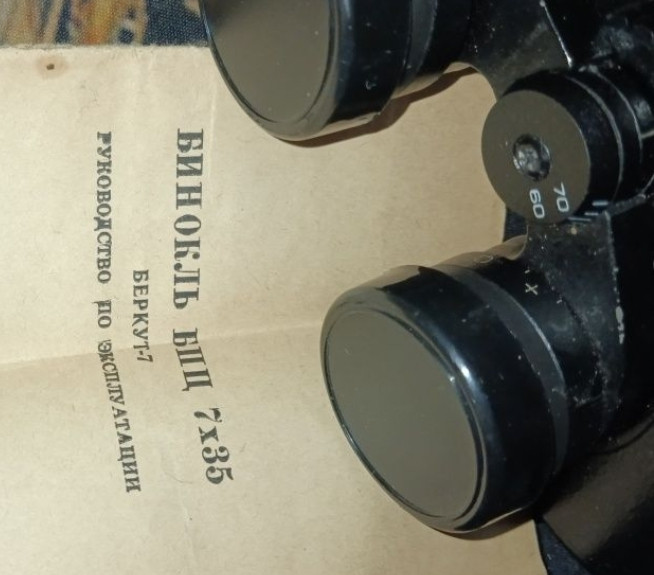 БИНОКЛЬ БПЦ 7х35
БЕРКУТ-7
РУКОВОДСТВО ПО ЭКСПЛУАТАЦИИ
70
60